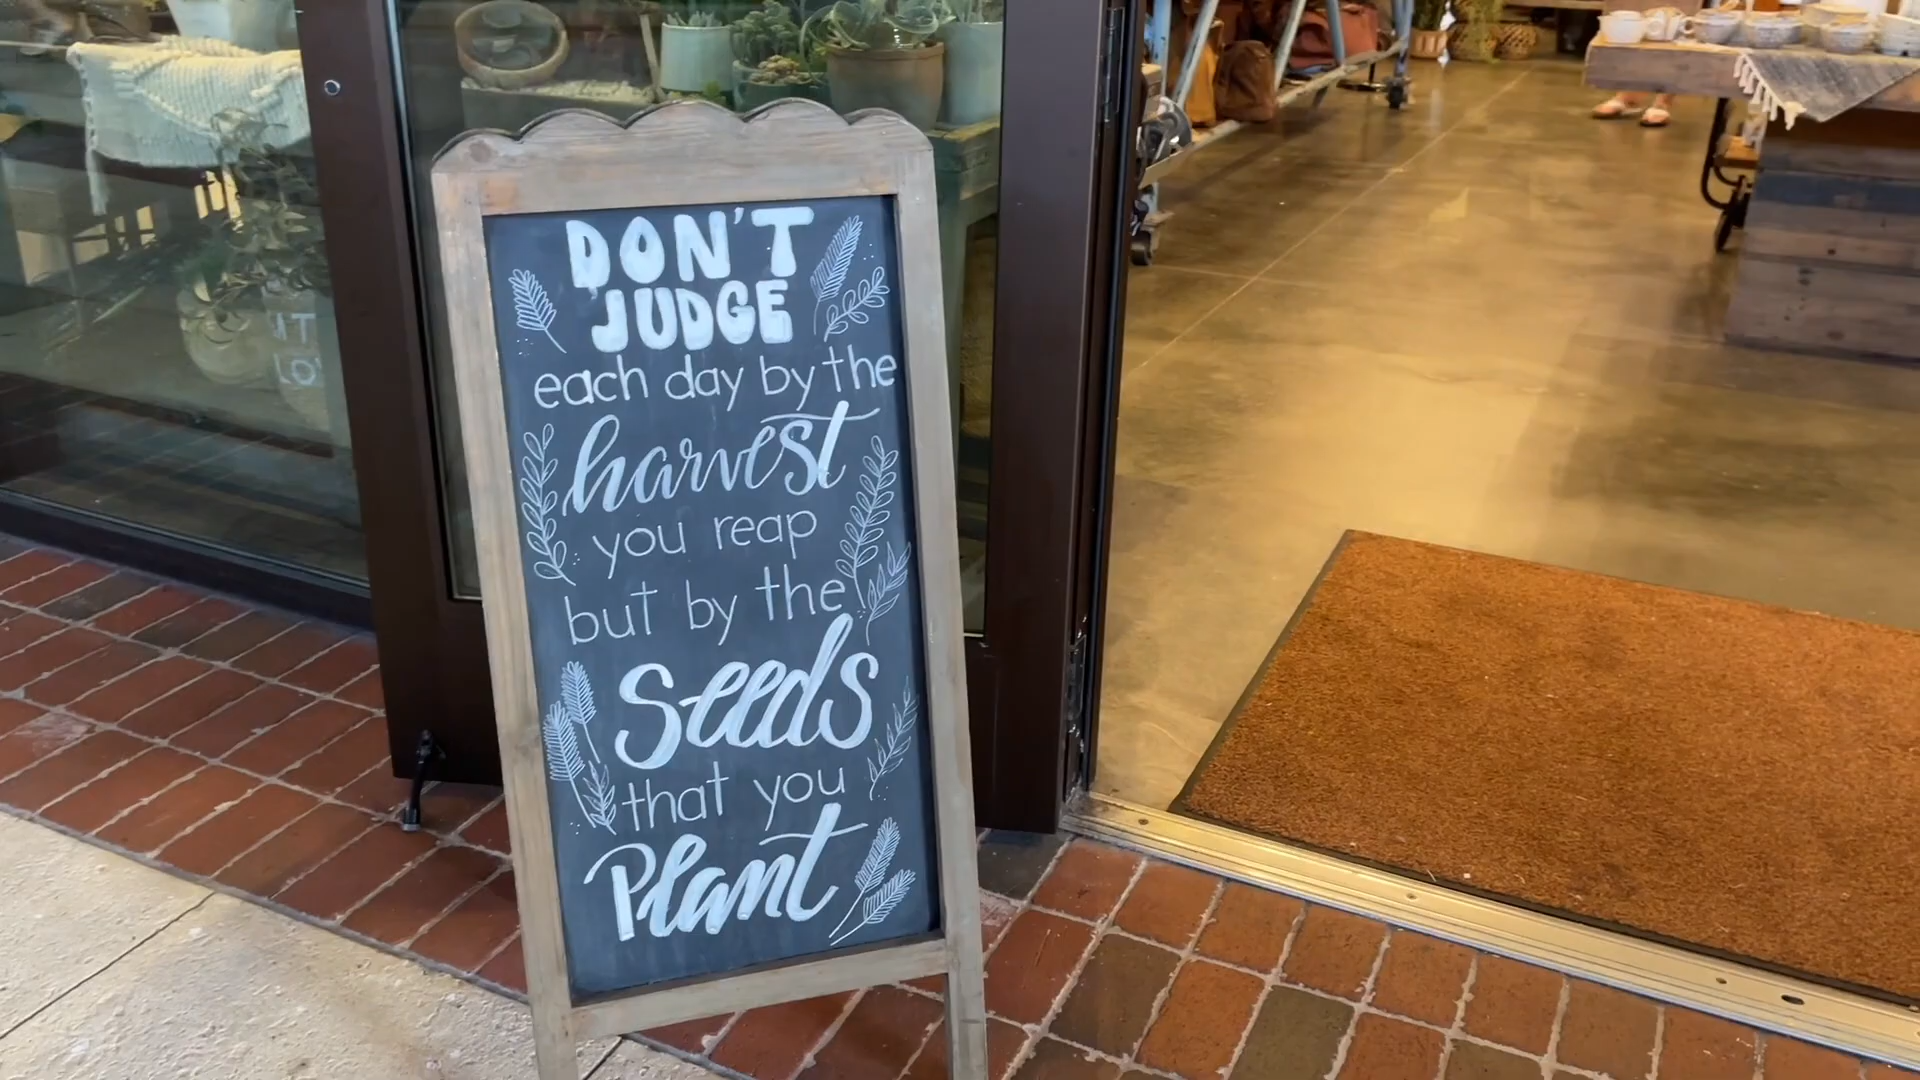 DON'T
JUDGE
each day by the
harvest
you reap
but by the
Seeds
that you
Plant